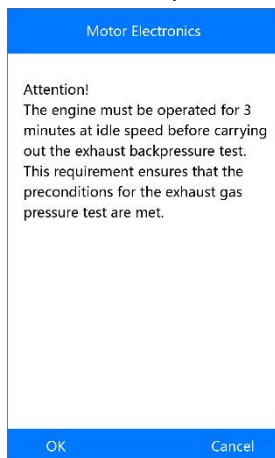 Motor Electronics
Attention!
The engine must be operated for 3
minutes at idle speed before carrying
out the exhaust backpressure test.
This requirement ensures that the
preconditions for the exhaust gas
pressure test are met.
OK
Cancel